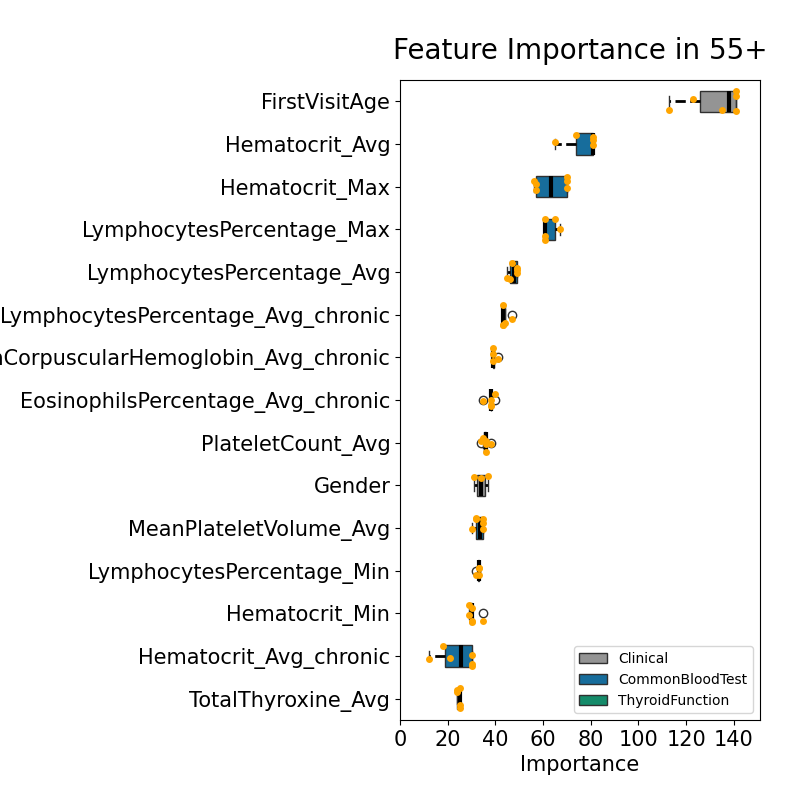 Feature Importance in 55+
FirstVisitAge
Hematocrit_Avg
Hematocrit_Max
LymphocytesPercentage_Max
LymphocytesPercentage_Avg
LymphocytesPercentage_Avg_chronic
CorpuscularHemoglobin_Avg_chronic
EosinophilsPercentage_Avg_chronic
PlateletCount_Avg
Gender
MeanPlateletVolume_Avg
LymphocytesPercentage_Min
Hematocrit_Min
Hematocrit_Avg_chronic
TotalThyroxine_Avg
Clinical
CommonBloodTest
ThyroidFunction
0 20 40 60 80 100 120 140
Importance